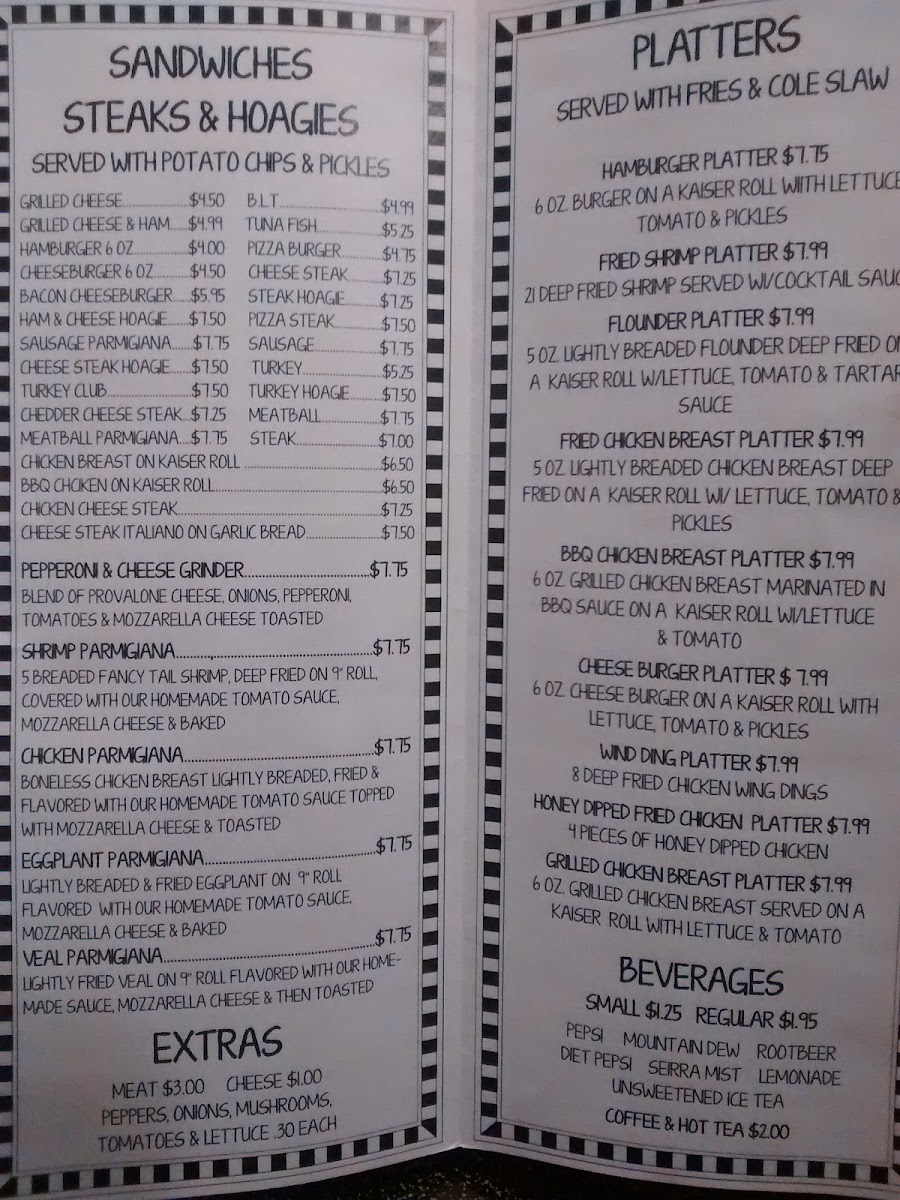 SANDWICHES
STEAKS & HOAGIES
SERVED WITH POTATO CHIPS & PICKLES
GRILLED CHEESE.....................$4.50
GRILLED CHEESE & HAM.....$4.99
HAMBURGER 6 OZ..............$4.00
CHEESEBURGER 6 OZ.........$4.50
BACON CHEESEBURGER.....$5.95
HAM & CHEESE HOAGIE......$7.50
SAUSAGE PARMIGIANA.......$7.75
CHEESE STEAK HOAGIE......$7.50
TURKEY CLUB.....................$7.50
CHEDDER CHEESE STEAK...$7.25
MEATBALL PARMIGIANA...$7.75
B.L.T..........................$4.99
TUNA FISH................$5.25
PIZZA BURGER..........$4.75
CHEESE STEAK.........$7.25
STEAK HOAGIE.........$7.25
PIZZA STEAK............$7.50
SAUSAGE................$7.75
TURKEY....................$5.25
TURKEY HOAGIE.......$7.50
MEATBALL...............$7.75
STEAK.....................$7.00
CHICKEN BREAST ON KAISER ROLL ..................................$6.50
BBQ CHCIKEN ON KAISER ROLL..........................................$6.50
CHICKEN CHEESE STEAK...................................................$7.25
CHEESE STEAK ITALIANO ON GARLIC BREAD...................$7.50
PEPPERONI & CHEESE GRINDER..............................$7.75
BLEND OF PROVALONE CHEESE, ONIONS, PEPPERONI,
TOMATOES & MOZZARELLA CHEESE TOASTED
SHRIMP PARMIGIANA................................................$7.75
5 BREADED FANCY TAIL SHRIMP, DEEP FRIED ON 9" ROLL,
COVERED WITH OUR HOMEMADE TOMATO SAUCE,
MOZZARELLA CHEESE & BAKED
CHICKEN PARMIGIANA..............................................$7.75
BONELESS CHICKEN BREAST LIGHTLY BREADED, FRIED &
FLAVORED WITH OUR HOMEMADE TOMATO SAUCE TOPPED
WITH MOZZARELLA CHEESE & TOASTED
EGGPLANT PARMIGIANA.........................................$7.75
LIGHTLY BREADED & FRIED EGGPLANT ON 9" ROLL
FLAVORED WITH OUR HOMEMADE TOMATO SAUCE,
MOZZARELLA CHEESE & BAKED
VEAL PARMIGIANA...................................................$7.75
LIGHTLY FRIED VEAL ON 9" ROLL FLAVORED WITH OUR HOME-
MADE SAUCE, MOZZARELLA CHEESE & THEN TOASTED
EXTRAS
MEAT $3.00 CHEESE $1.00
PEPPERS, ONIONS, MUSHROOMS,
TOMATOES & LETTUCE .30 EACH
PLATTERS
SERVED WITH FRIES & COLE SLAW
HAMBURGER PLATTER $7.75
6 OZ. BURGER ON A KAISER ROLL WIITH LETTUCE
TOMATO & PICKLES
FRIED SHRIMP PLATTER $7.99
21 DEEP FRIED SHRIMP SERVED W/COCKTAIL SAUC
FLOUNDER PLATTER $7.99
5 OZ. LIGHTLY BREADED FLOUNDER DEEP FRIED ON
A KAISER ROLL W/LETTUCE, TOMATO & TARTAR
SAUCE
FRIED CHICKEN BREAST PLATTER $7.99
5 OZ. LIGHTLY BREADED CHICKEN BREAST DEEP
FRIED ON A KAISER ROLL W/ LETTUCE, TOMATO &
PICKLES
BBQ CHICKEN BREAST PLATTER $7.99
6 OZ. GRILLED CHICKEN BREAST MARINATED IN
BBQ SAUCE ON A KAISER ROLL W/LETTUCE
& TOMATO
CHEESE BURGER PLATTER $ 7.99
6 OZ. CHEESE BURGER ON A KAISER ROLL WITH
LETTUCE, TOMATO & PICKLES
WIND DING PLATTER $7.99
8 DEEP FRIED CHICKEN WING DINGS
HONEY DIPPED FRIED CHICKEN PLATTER $7.99
4 PIECES OF HONEY DIPPED CHICKEN
GRILLED CHICKEN BREAST PLATTER $7.99
6 OZ. GRILLED CHICKEN BREAST SERVED ON A
KAISER ROLL WITH LETTUCE & TOMATO
BEVERAGES
SMALL $1.25 REGULAR $1.95
PEPSI MOUNTAIN DEW ROOTBEER
DIET PEPSI SEIRRA MIST LEMONADE
UNSWEETENED ICE TEA
COFFEE & HOT TEA $2.00